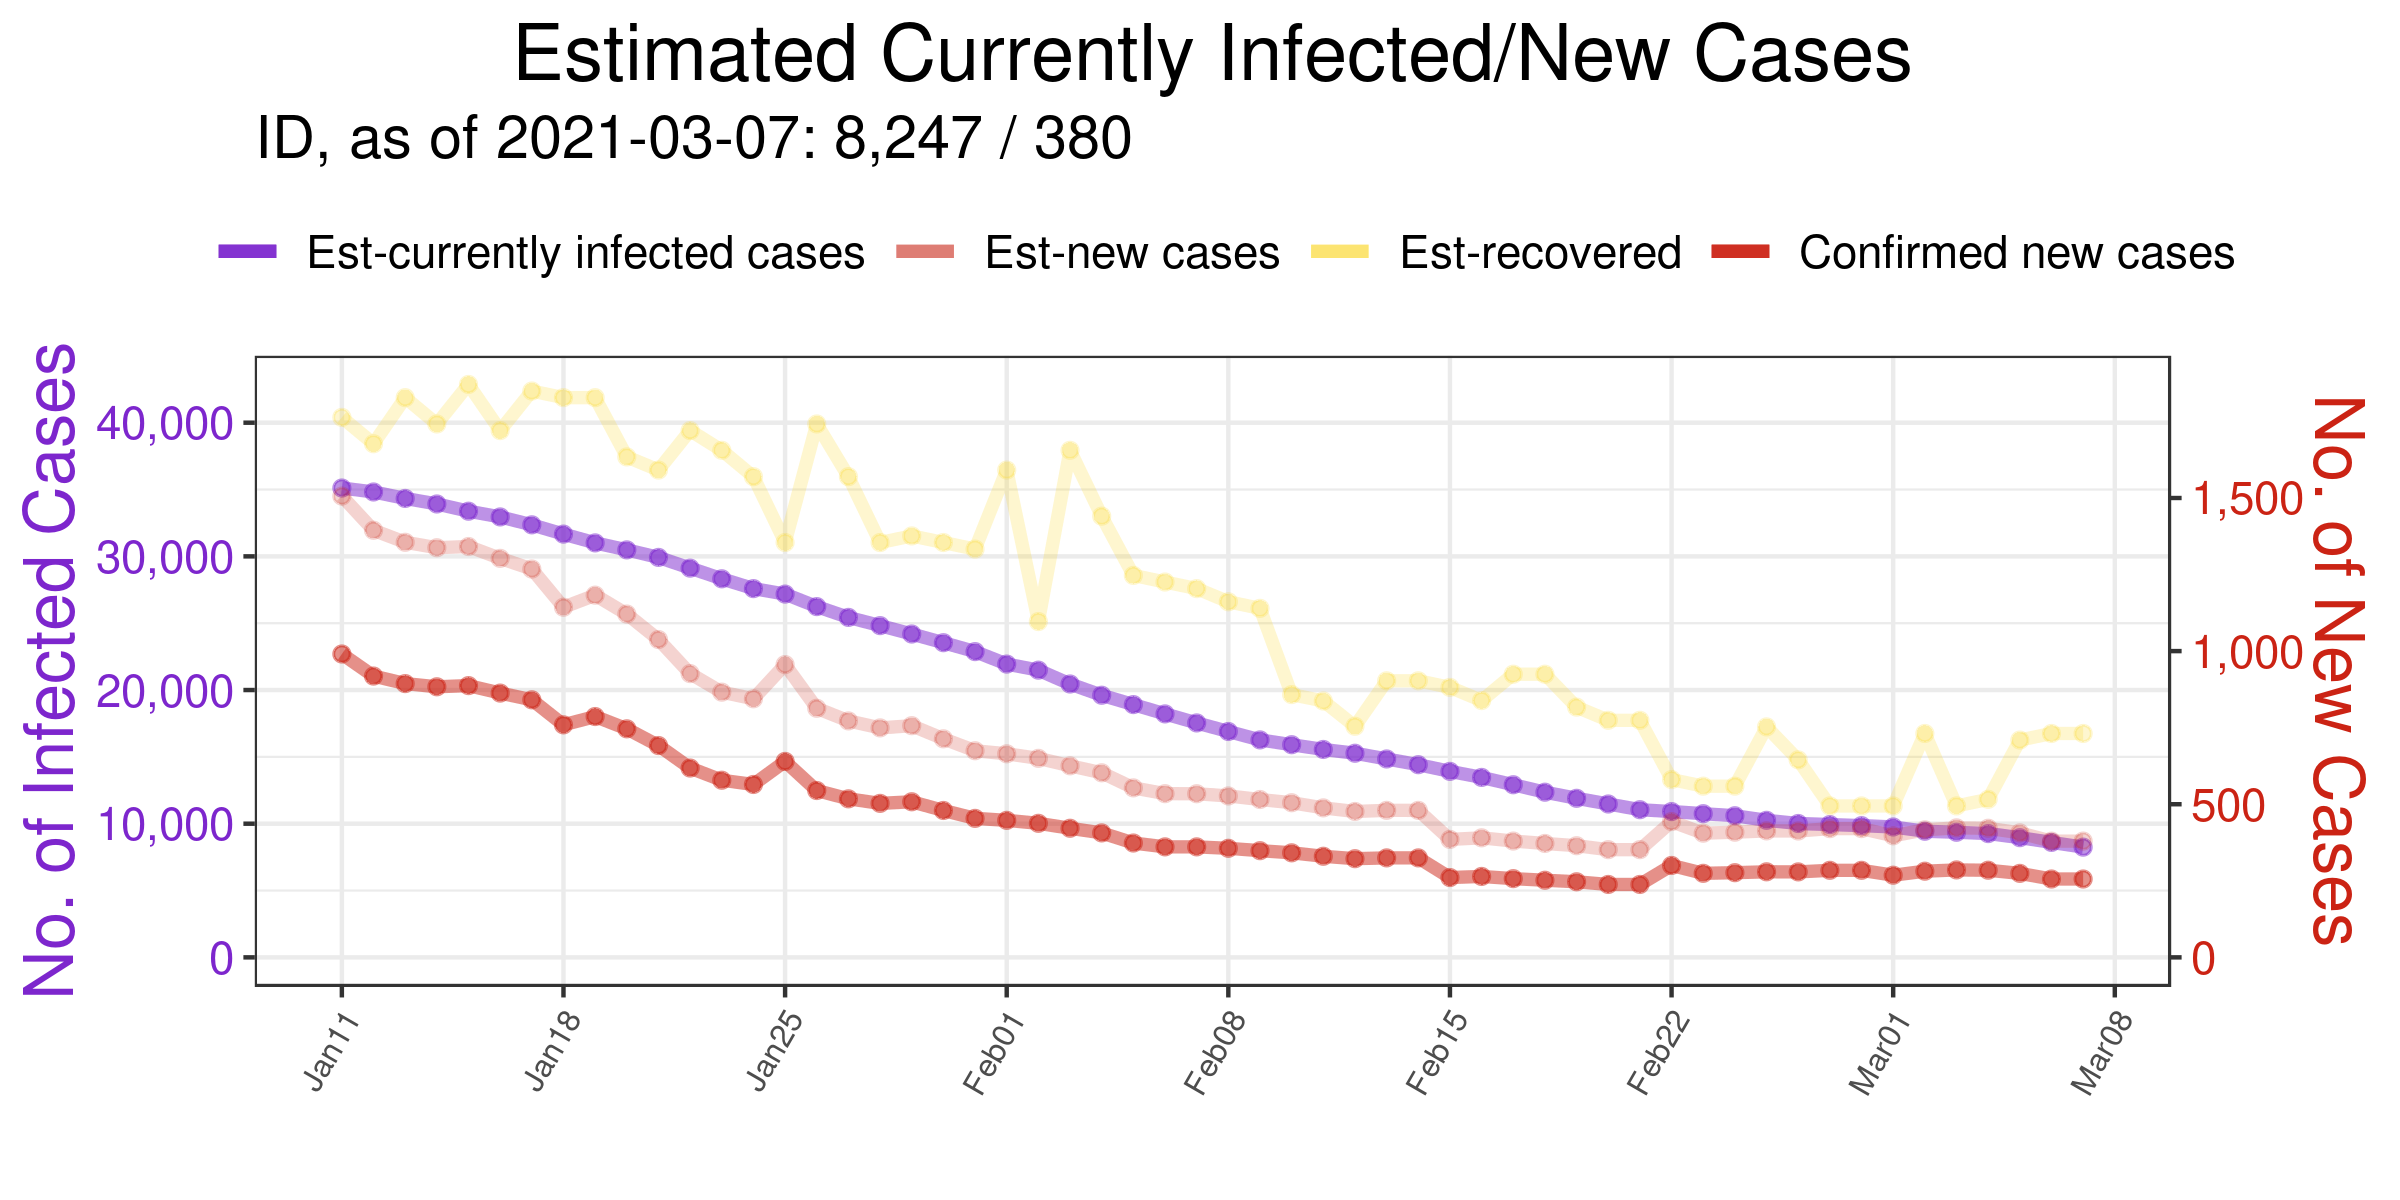 Estimated Currently Infected/New Cases
ID, as of 2021-03-07: 8,247 / 380
Est-currently infected cases Est-new cases Est-recovered Confirmed new cases
No. of Infected Cases
40,000
30,000
20,000
10,000
0
1,500
1,000
500
0
No. of New Cases
Jan11 Jan18 Jan25 Feb01 Feb08 Feb15 Feb22 Mar01 Mar08